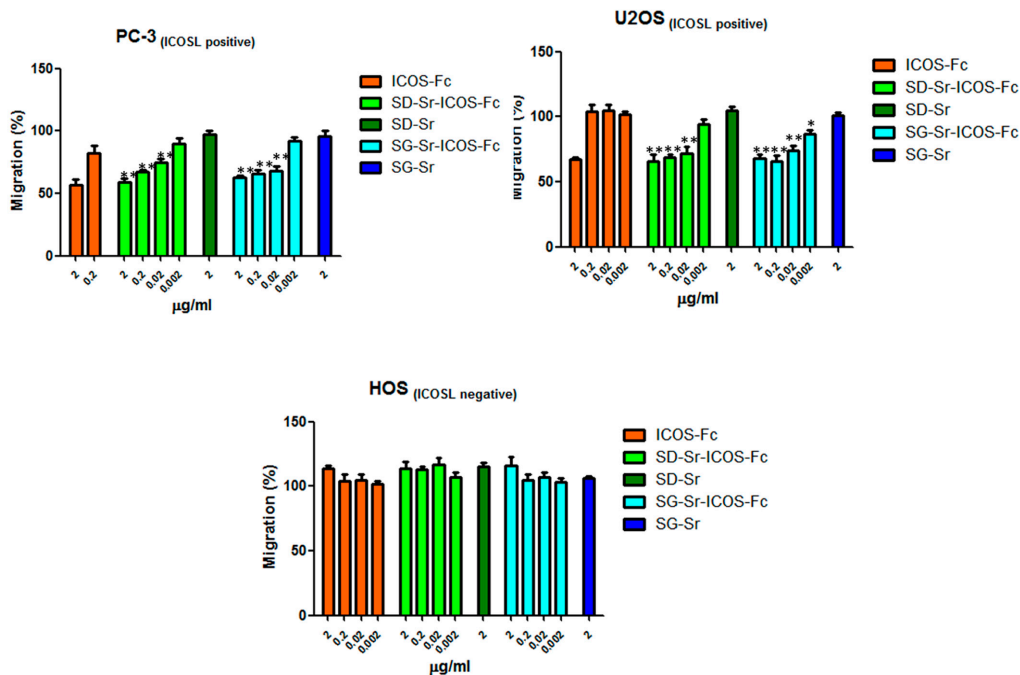 PC-3 (ICOSL positive)
150
100
50
0
Migration (%)
** ** **
** ** **
2 0.2 2 0.2 0.02 0.002 2 2 0.2 0.02 0.002 2
µg/ml
ICOS-Fc
SD-Sr-ICOS-Fc
SD-Sr
SG-Sr-ICOS-Fc
SG-Sr
U2OS (ICOSL positive)
150
100
50
0
Migration (%)
** ** **
** ** ** *
2 0.2 0.02 0.002 2 0.2 0.02 0.002 2 2 0.2 0.02 0.002 2
µg/ml
ICOS-Fc
SD-Sr-ICOS-Fc
SD-Sr
SG-Sr-ICOS-Fc
SG-Sr
HOS (ICOSL negative)
150
100
50
0
Migration (%)
2 0.2 0.02 0.002 2 0.2 0.02 0.002 2 2 0.2 0.02 0.002 2
µg/ml
ICOS-Fc
SD-Sr-ICOS-Fc
SD-Sr
SG-Sr-ICOS-Fc
SG-Sr